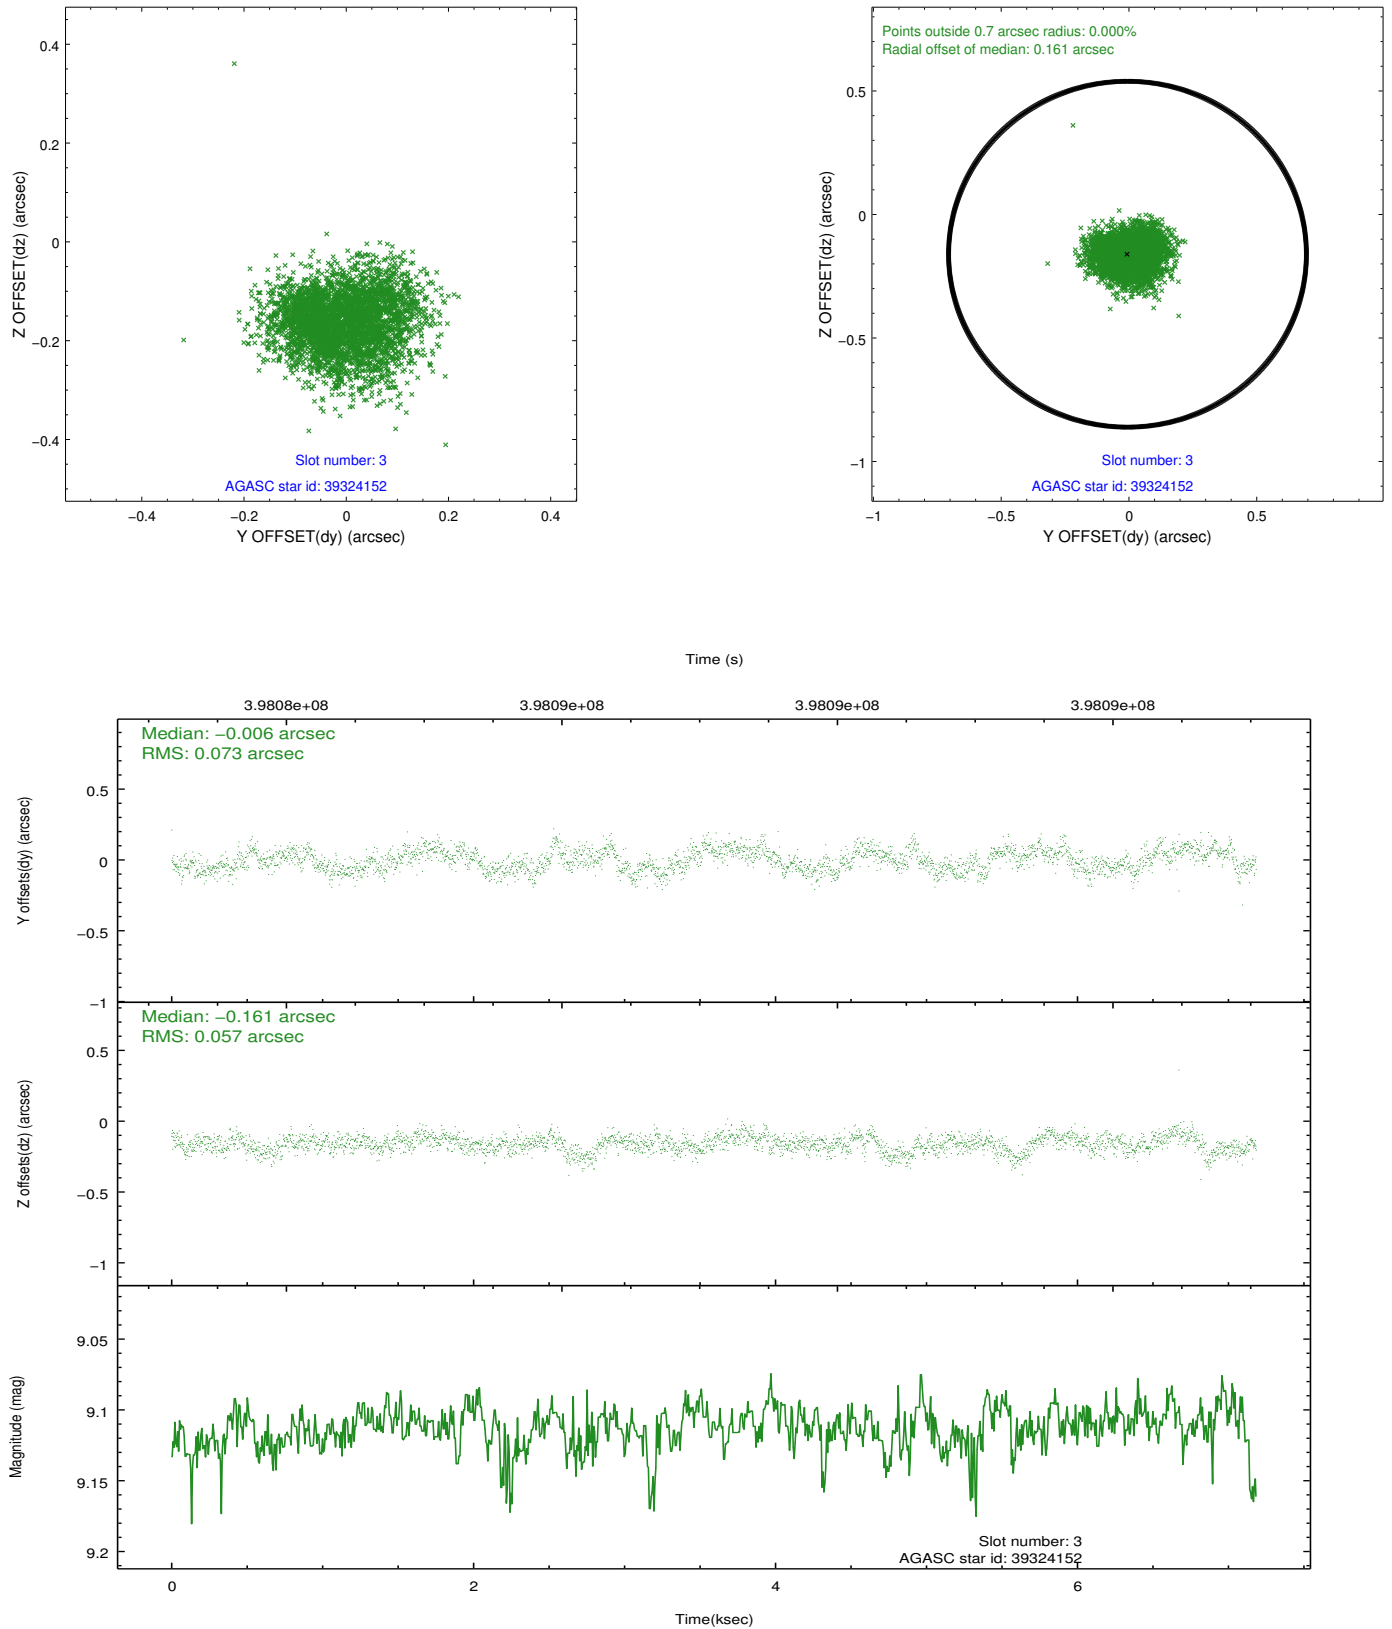 0.4
0.2
0
−0.2
−0.4
Z OFFSET(dz) (arcsec)
Slot number: 3
AGASC star id: 39324152
−0.4 −0.2 0 0.2 0.4
Y OFFSET(dy) (arcsec)
Points outside 0.7 arcsec radius: 0.000%
Radial offset of median: 0.161 arcsec
0.5
0
−0.5
−1
Z OFFSET(dz) (arcsec)
Slot number: 3
AGASC star id: 39324152
−1 −0.5 0 0.5
Y OFFSET(dy) (arcsec)
Time (s)
3.9808e+08 3.9809e+08 3.9809e+08 3.9809e+08
Median: −0.006 arcsec
RMS: 0.073 arcsec
0.5
0
−0.5
−1
Y offsets(dy) (arcsec)
Median: −0.161 arcsec
RMS: 0.057 arcsec
0.5
0
−0.5
−1
Z offsets(dz) (arcsec)
9.05
9.1
9.15
9.2
Magnitude (mag)
Slot number: 3
AGASC star id: 39324152
0 2 4 6
Time(ksec)